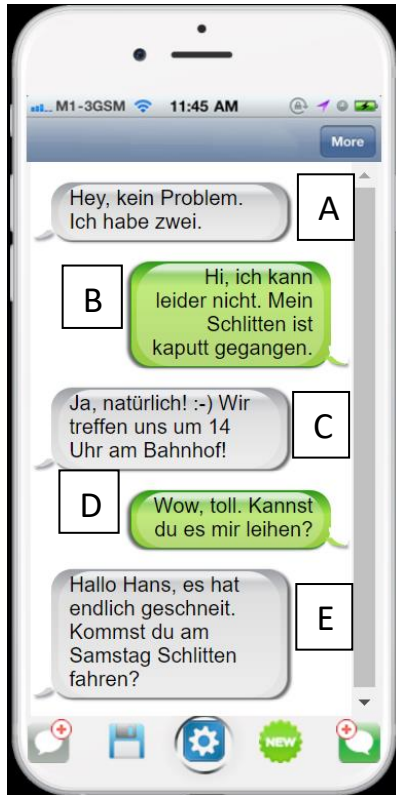 M1-3GSM 11:45 AM
More
Hey, kein Problem.
Ich habe zwei.
A
B
Hi, ich kann
leider nicht. Mein
Schlitten ist
kaputt gegangen.
Ja, natürlich! :-) Wir
treffen uns um 14
Uhr am Bahnhof!
C
D
Wow, toll. Kannst
du es mir leihen?
Hallo Hans, es hat
endlich geschneit.
Kommst du am
Samstag Schlitten
fahren?
E
NEW